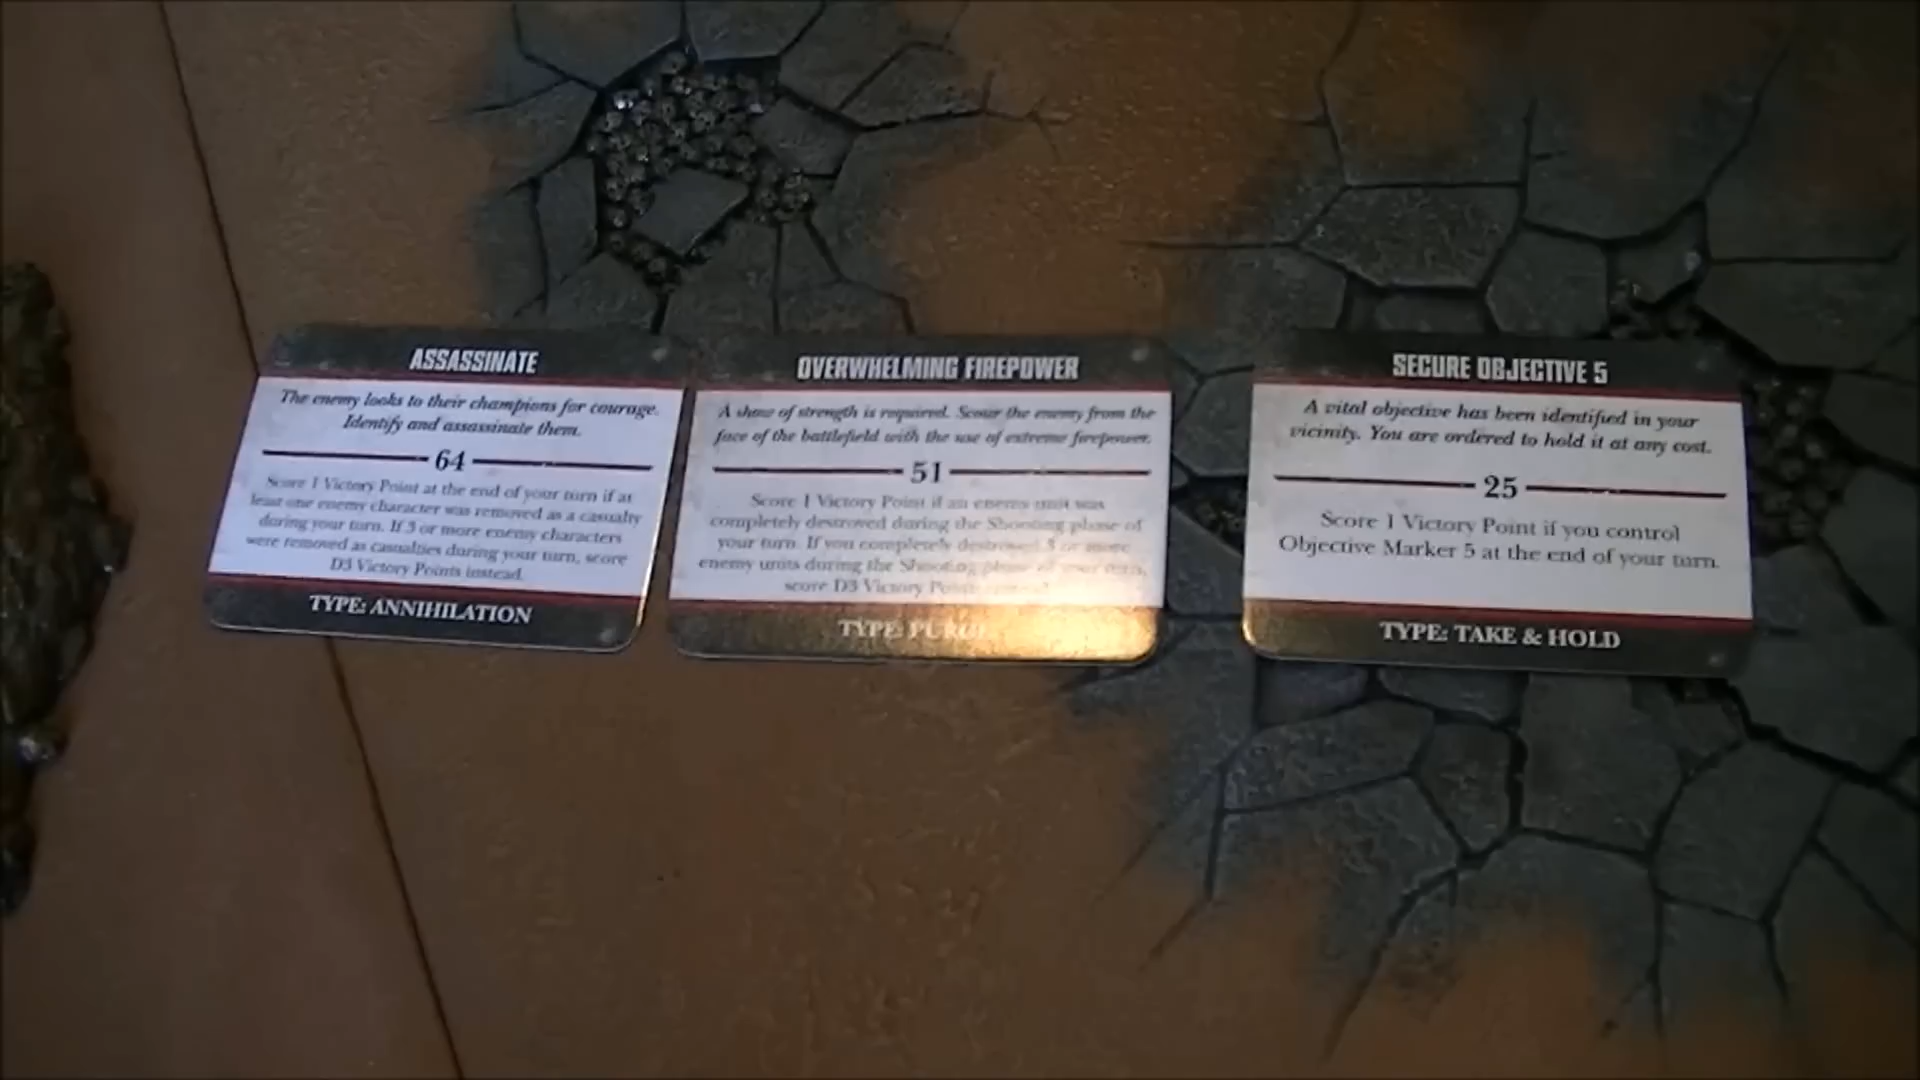 ASSASSINATE
The enemy looks to their champions for courage.
Identify and assassinate them.
64
Score 1 Victory Point at the end of your turn if at
least one enemy character was removed as a casualty
during your turn. If 3 or more enemy characters
were removed as casualties during your turn, score
D3 Victory Points instead.
TYPE: ANNIHILATION
OVERWHELMING FIREPOWER
A show of strength is required. Scour the enemy from the
face of the battlefield with the use of extreme firepower.
51
Score 1 Victory Point if an enemy unit was
completely destroyed during the Shooting phase of
your turn. If you completely destroyed 3 or more
enemy units during the Shooting phase of your turn,
score D3 Victory Points
TYPE:
SECURE OBJECTIVE 5
A vital objective has been identified in your
vicinity. You are ordered to hold it at any cost.
25
Score 1 Victory Point if you control
Objective Marker 5 at the end of your turn.
TYPE: TAKE & HOLD